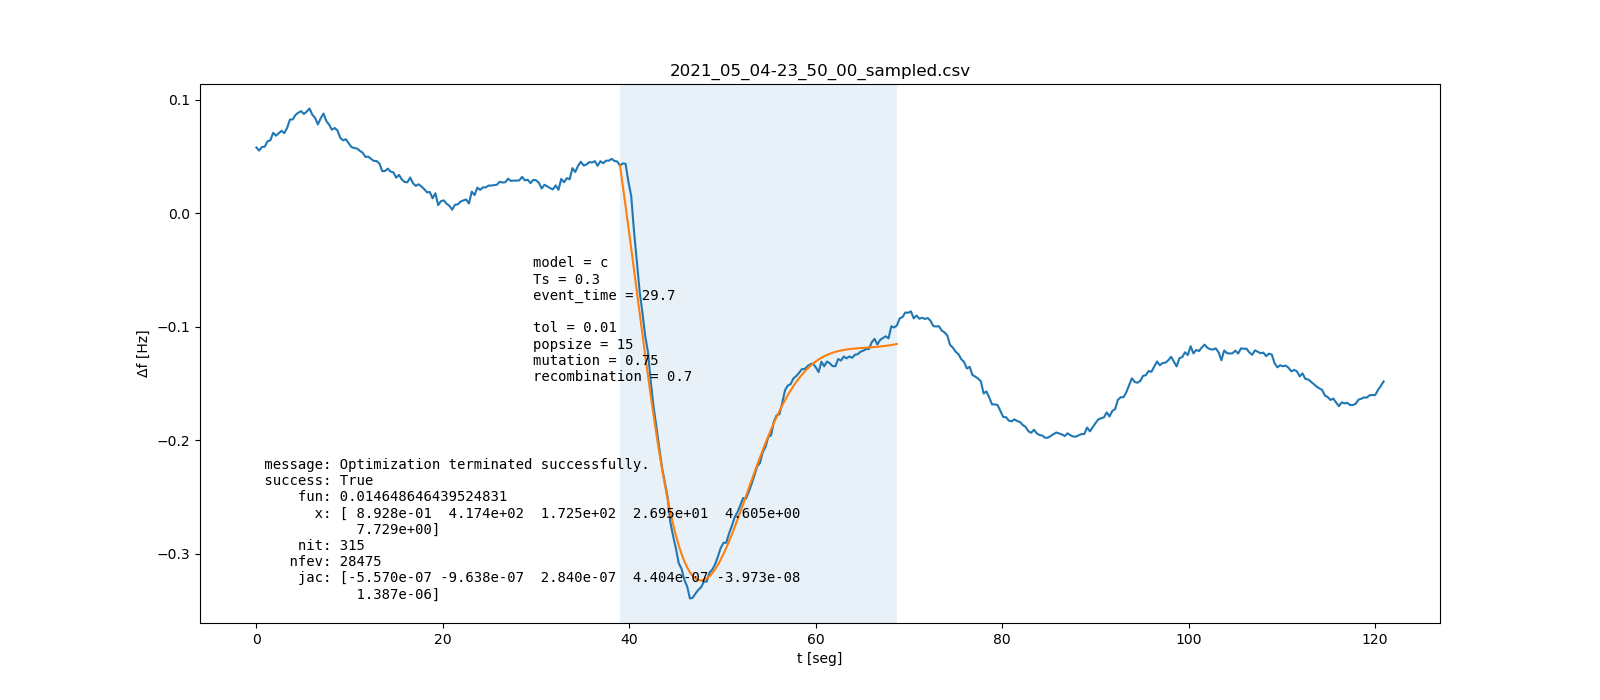 2021_05_04-23_50_00_sampled.csv
0.1
0.0
−0.1
−0.2
−0.3
Δf [Hz]
model = c
Ts = 0.3
event_time = 29.7
tol = 0.01
popsize = 15
mutation = 0.75
recombination = 0.7
message: Optimization terminated successfully.
success: True
fun: 0.014648646439524831
x: [ 8.928e-01  4.174e+02  1.725e+02  2.695e+01  4.605e+00
7.729e+00]
nit: 315
nfev: 28475
jac: [-5.570e-07 -9.638e-07  2.840e-07  4.404e-07 -3.973e-08
1.387e-06]
0 20 40 60 80 100 120
t [seg]